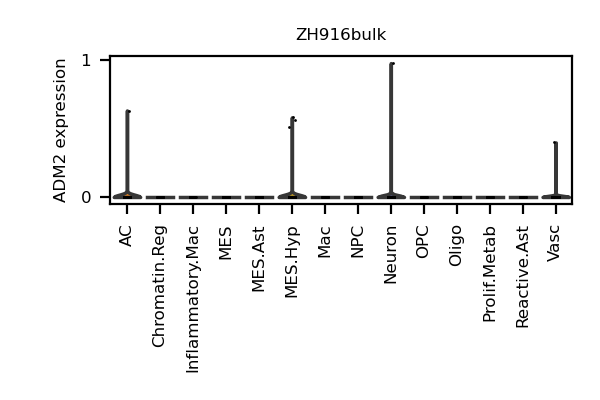 ZH916bulk
ADM2 expression
1
0
AC
Chromatin.Reg
Inflammatory.Mac
MES
MES.Ast
MES.Hyp
Mac
NPC
Neuron
OPC
Oligo
Prolif.Metab
Reactive.Ast
Vasc